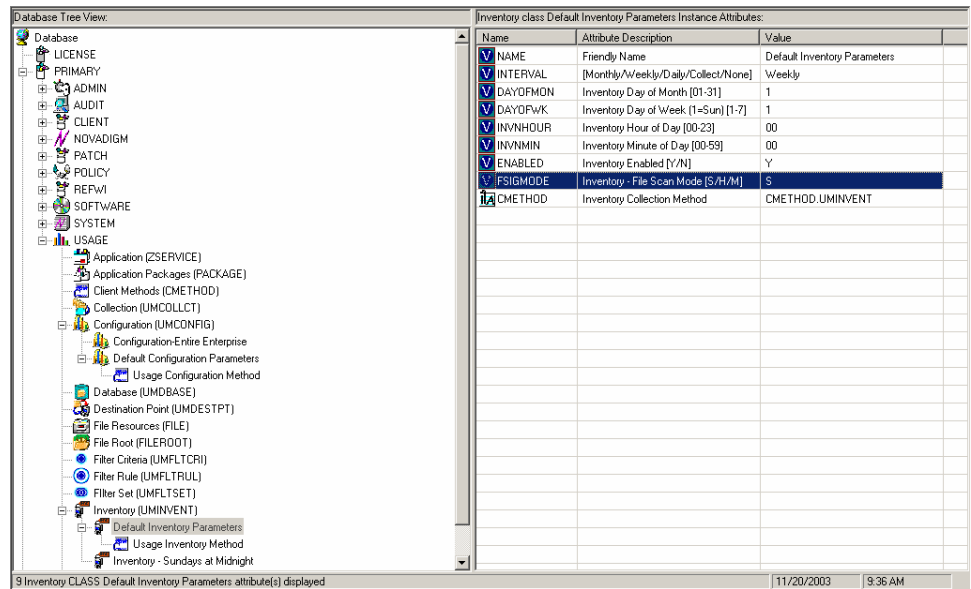 Database Tree View:
Database
LICENSE
PRIMARY
ADMIN
AUDIT
CLIENT
NOVADIGM
PATCH
POLICY
REFWI
SOFTWARE
SYSTEM
USAGE
Application (ZSERVICE)
Application Packages (PACKAGE)
Client Methods (CMETHOD)
Collection (UMCOLLCT)
Configuration (UMCONFIG)
Configuration-Entire Enterprise
Default Configuration Parameters
Usage Configuration Method
Database (UMDBASE)
Destination Point (UMDESTPT)
File Resources (FILE)
File Root (FILEROOT)
Filter Criteria (UMFLTCRI)
Filter Rule (UMFLTRUL)
FIlter Set (UMFLTSET)
Inventory (UMINVENT)
Default Inventory Parameters
Usage Inventory Method
Inventory - Sundays at Midnight
Inventory class Default Inventory Parameters Instance Attributes:
Name Attribute Description Value
V NAME Friendly Name Default Inventory Parameters
V INTERVAL [Monthly/Weekly/Daily/Collect/None] Weekly
V DAYOFMON Inventory Day of Month [01-31] 1
V DAYOFWK Inventory Day of Week (1=Sun) [1-7] 1
V INVNHOUR Inventory Hour of Day [00-23] 00
V INVNMIN Inventory Minute of Day [00-59] 00
V ENABLED Inventory Enabled [Y/N] Y
V FSIGMODE Inventory - File Scan Mode [S/H/M] S
CMETHOD Inventory Collection Method CMETHOD.UMINVENT
9 Inventory CLASS Default Inventory Parameters attribute(s) displayed 11/20/2003 9:36 AM